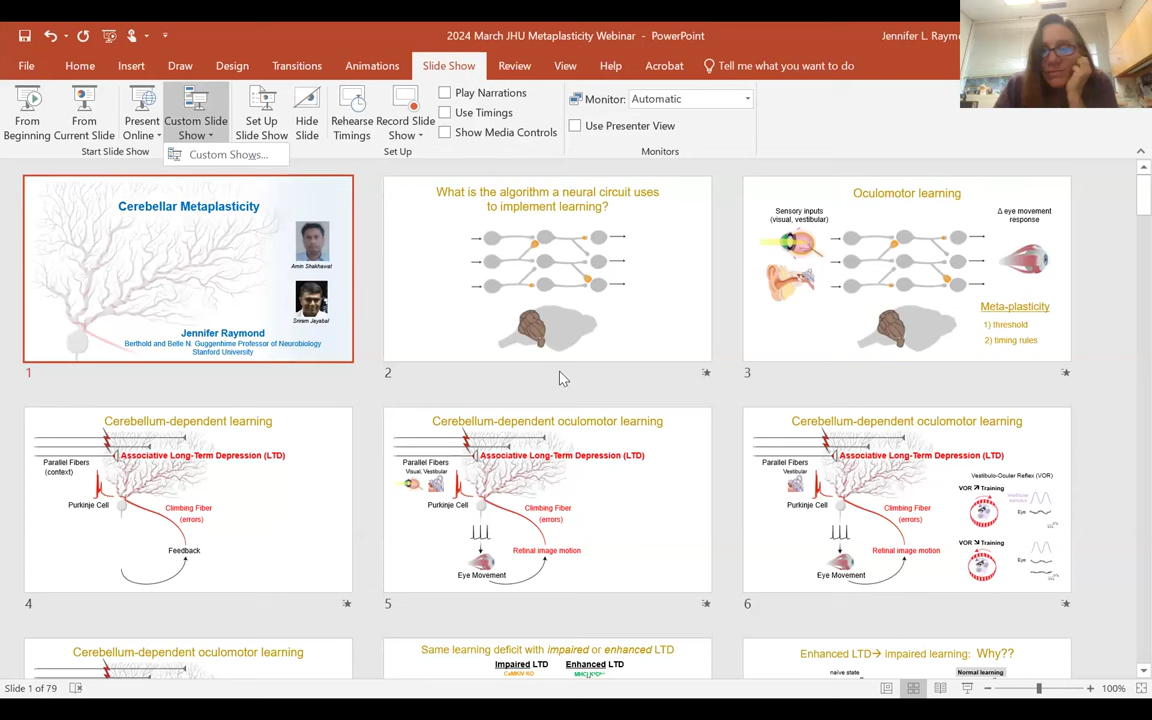 2024 March JHU Metaplasticity Webinar - PowerPoint
Jennifer L. Raym
File Home Insert Draw Design Transitions Animations Slide Show Review View Help Acrobat Tell me what you want to do
From Beginning
From Current Slide
Present Online
Custom Slide Show
Set Up Slide Show
Hide Slide
Rehearse Timings
Record Slide Show
Play Narrations
Use Timings
Show Media Controls
Monitor: Automatic
Use Presenter View
Start Slide Show
Custom Shows...
Set Up
Monitors
Cerebellar Metaplasticity
Amin Shakhawat
Sriram Jayabal
Jennifer Raymond
Berthold and Belle N. Guggenhime Professor of Neurobiology
Stanford University
1
What is the algorithm a neural circuit uses
to implement learning?
2
Oculomotor learning
Sensory inputs
(visual, vestibular)
Δ eye movement
response
Meta-plasticity
1) threshold
2) timing rules
3
Cerebellum-dependent learning
Associative Long-Term Depression (LTD)
Parallel Fibers
(context)
Purkinje Cell
Climbing Fiber
(errors)
Feedback
4
Cerebellum-dependent oculomotor learning
Associative Long-Term Depression (LTD)
Parallel Fibers
Visual, Vestibular
Purkinje Cell
Climbing Fiber
(errors)
Retinal image motion
Eye Movement
5
Cerebellum-dependent oculomotor learning
Associative Long-Term Depression (LTD)
Parallel Fibers
Vestibular
Purkinje Cell
Climbing Fiber
(errors)
Retinal image motion
Eye Movement
Vestibulo-Ocular Reflex (VOR)
VOR ↗ Training
Vestibular
stimulus
Eye
VOR ↘ Training
Eye
6
Cerebellum-dependent oculomotor learning
Same learning deficit with impaired or enhanced LTD
Impaired LTD Enhanced LTD
CaMKIV KO
Enhanced LTD→ impaired learning: Why??
naive state
Normal learning
Slide 1 of 79
100%